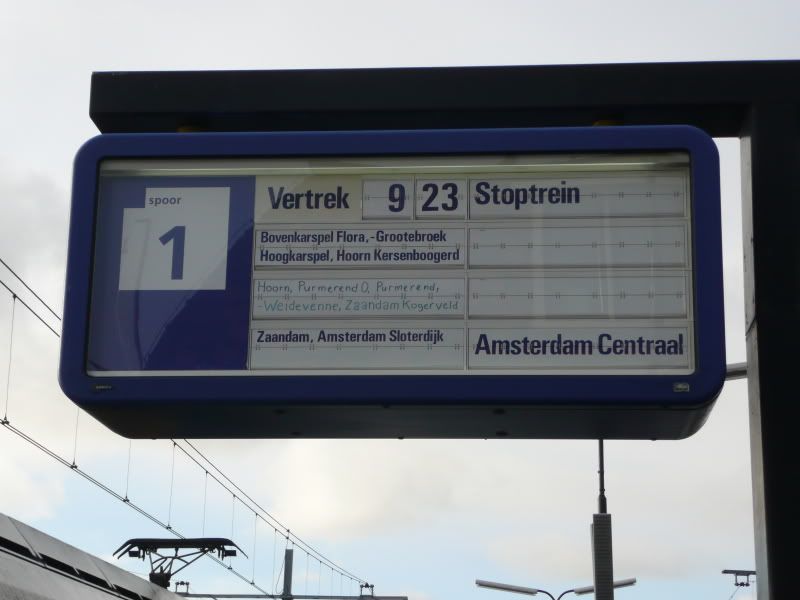 spoor
1
Vertrek 9 23 Stoptrein
Bovenkarspel Flora, -Grootebroek
Hoogkarspel, Hoorn Kersenboogerd
Hoorn, Purmerend O, Purmerend,
-Weidevenne, Zaandam Kogerveld
Zaandam, Amsterdam Sloterdijk
Amsterdam Centraal